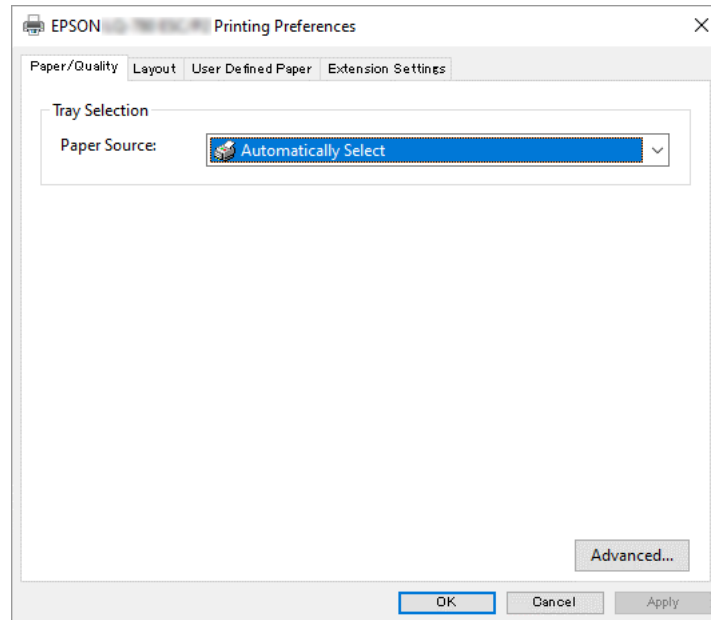 EPSON Printing Preferences
Paper/Quality Layout User Defined Paper Extension Settings
Tray Selection
Paper Source: Automatically Select
Advanced...
OK Cancel Apply